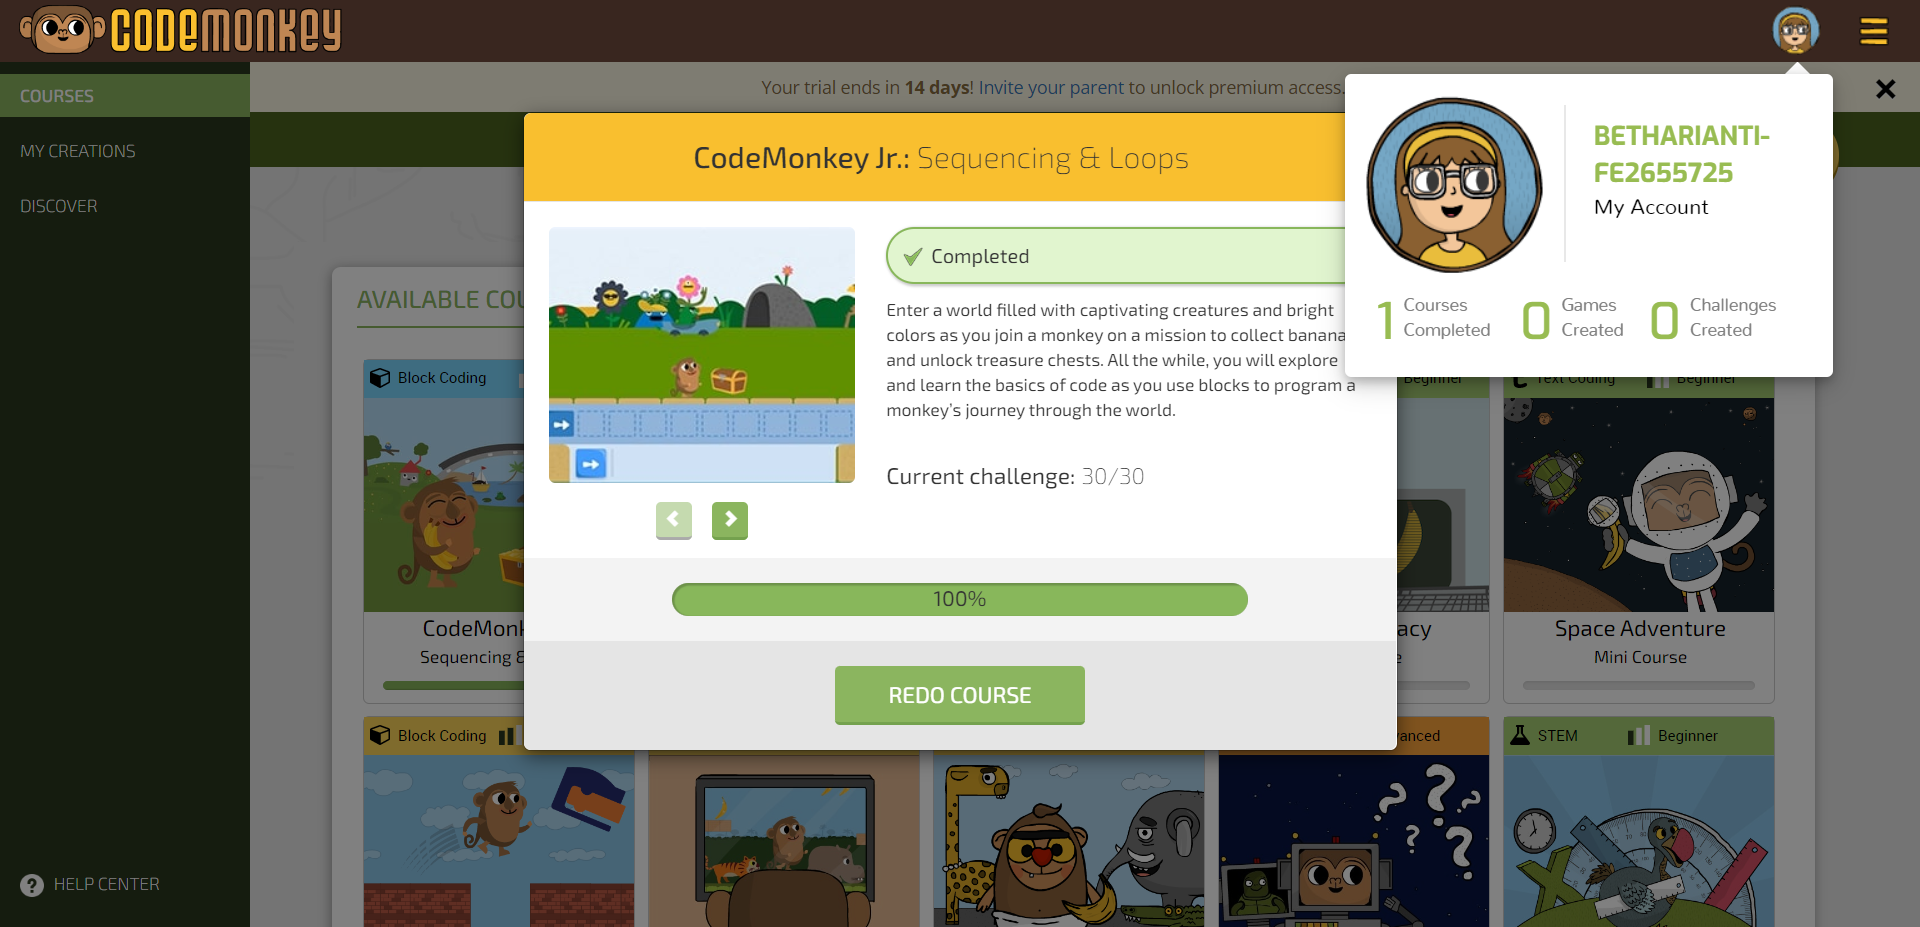 CODEMONKEY
COURSES
MY CREATIONS
DISCOVER
HELP CENTER
Your trial ends in 14 days! Invite your parent to unlock premium access.
BETHARIANTI-
FE2655725
My Account
1 Courses Completed
0 Games Created
0 Challenges Created
CodeMonkey Jr.: Sequencing & Loops
Completed
Enter a world filled with captivating creatures and bright
colors as you join a monkey on a mission to collect banana
and unlock treasure chests. All the while, you will explore
and learn the basics of code as you use blocks to program a
monkey's journey through the world.
Current challenge: 30/30
100%
REDO COURSE
AVAILABLE COU
Block Coding
Beginner
Text Coding
Beginner
CodeMonk
Sequencing &
acy
Space Adventure
Mini Course
Block Coding
anced
STEM
Beginner